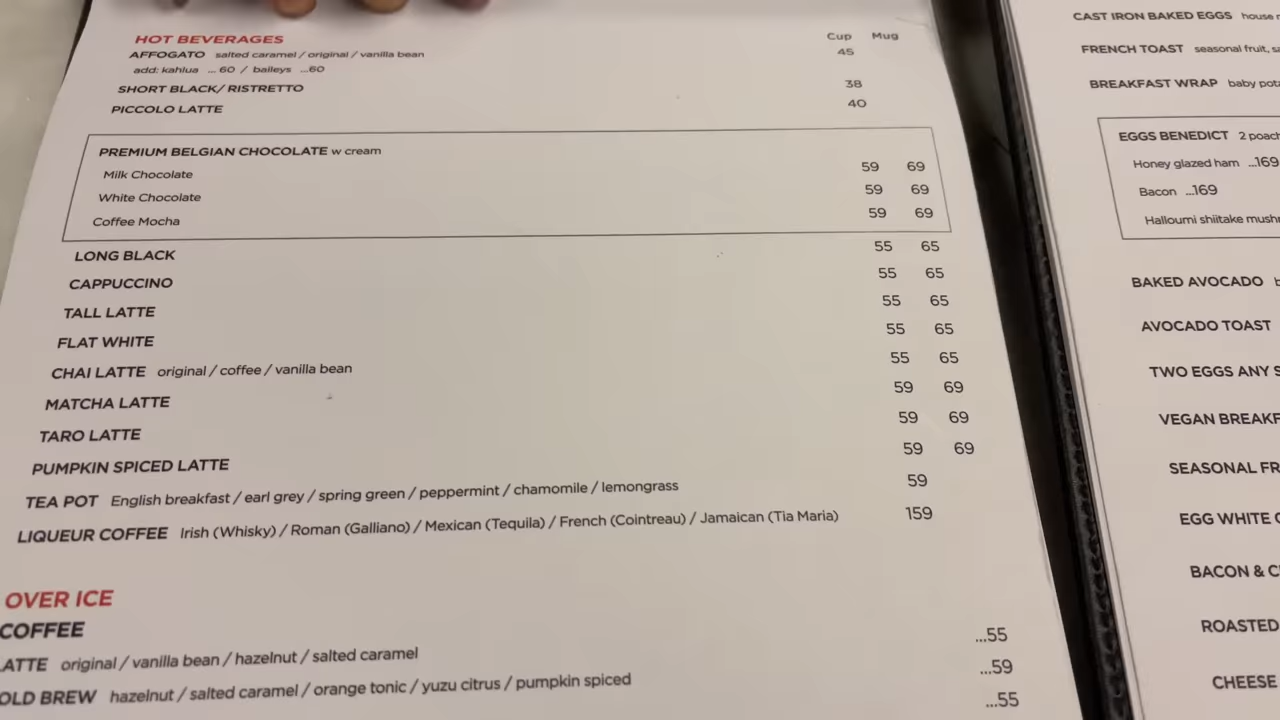 HOT BEVERAGES Cup Mug
AFFOGATO salted caramel / original / vanilla bean 45
add: kahlua ... 60 / baileys ...60
SHORT BLACK/ RISTRETTO 38
PICCOLO LATTE 40
PREMIUM BELGIAN CHOCOLATE w cream
Milk Chocolate 59 69
White Chocolate 59 69
Coffee Mocha 59 69
LONG BLACK 55 65
CAPPUCCINO 55 65
TALL LATTE 55 65
FLAT WHITE 55 65
CHAI LATTE original / coffee / vanilla bean 55 65
MATCHA LATTE 59 69
TARO LATTE 59 69
PUMPKIN SPICED LATTE 59 69
TEA POT English breakfast / earl grey / spring green / peppermint / chamomile / lemongrass 59
LIQUEUR COFFEE Irish (Whisky) / Roman (Galliano) / Mexican (Tequila) / French (Cointreau) / Jamaican (Tia Maria) 159
OVER ICE
COFFEE ...55
ATTE original / vanilla bean / hazelnut / salted caramel ...59
OLD BREW hazelnut / salted caramel / orange tonic / yuzu citrus / pumpkin spiced ...55
CAST IRON BAKED EGGS house
FRENCH TOAST seasonal fruit,
BREAKFAST WRAP baby
EGGS BENEDICT 2
Honey glazed ham ...169
Bacon ...169
Halloumi shiitake
BAKED AVOCADO
AVOCADO TOAST
TWO EGGS ANY
VEGAN
SEASONAL
EGG WHITE
BACON &
ROASTED
CHEESE